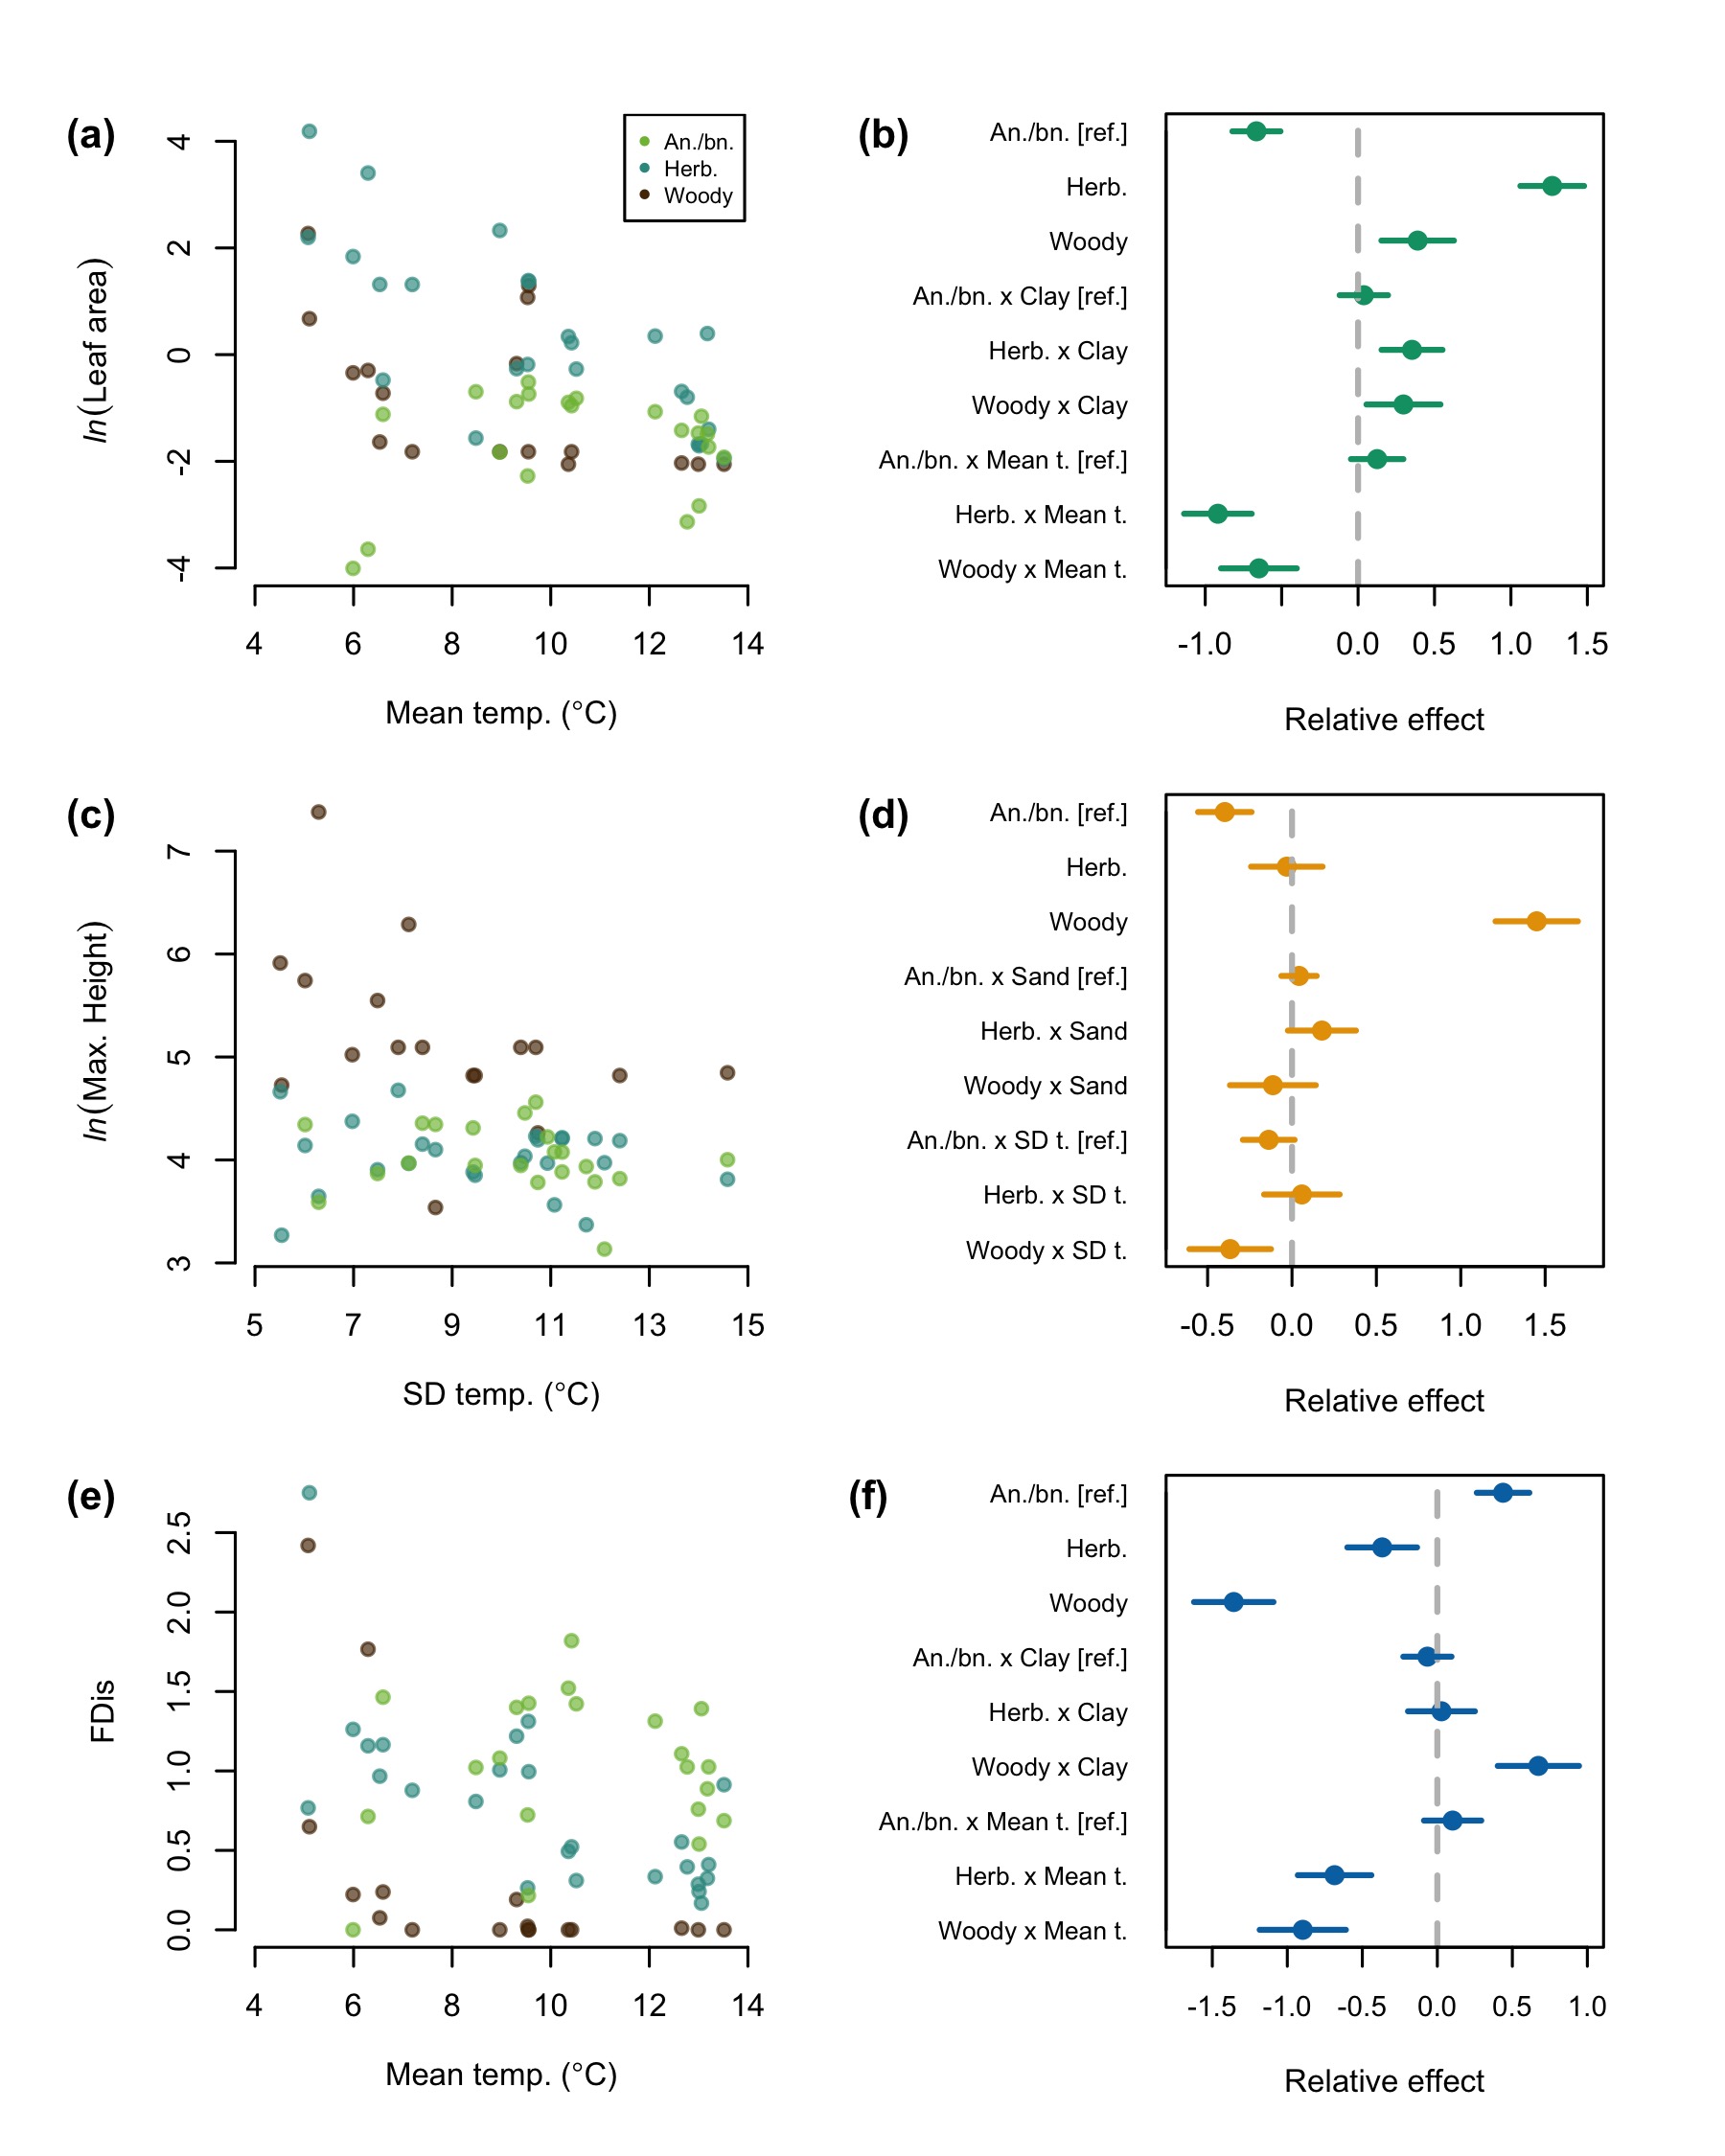 (a)
4
2
0
-2
-4
ln(Leaf area)
An./bn.
Herb.
Woody
4 6 8 10 12 14
Mean temp. (°C)
(b)
An./bn. [ref.]
Herb.
Woody
An./bn. x Clay [ref.]
Herb. x Clay
Woody x Clay
An./bn. x Mean t. [ref.]
Herb. x Mean t.
Woody x Mean t.
-1.0 0.0 0.5 1.0 1.5
Relative effect
(c)
7
6
5
4
3
ln(Max. Height)
5 7 9 11 13 15
SD temp. (°C)
(d)
An./bn. [ref.]
Herb.
Woody
An./bn. x Sand [ref.]
Herb. x Sand
Woody x Sand
An./bn. x SD t. [ref.]
Herb. x SD t.
Woody x SD t.
-0.5 0.0 0.5 1.0 1.5
Relative effect
(e)
2.5
2.0
1.5
1.0
0.5
0.0
FDis
4 6 8 10 12 14
Mean temp. (°C)
(f)
An./bn. [ref.]
Herb.
Woody
An./bn. x Clay [ref.]
Herb. x Clay
Woody x Clay
An./bn. x Mean t. [ref.]
Herb. x Mean t.
Woody x Mean t.
-1.5 -1.0 -0.5 0.0 0.5 1.0
Relative effect